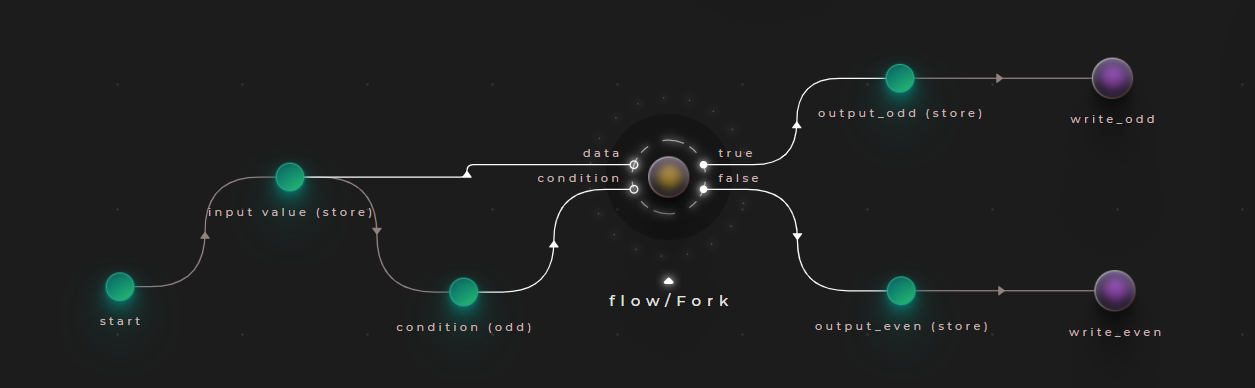 output_odd (store)
write_odd
data
true
condition
false
input value (store)
flow/Fork
start
condition (odd)
output_even (store)
write_even